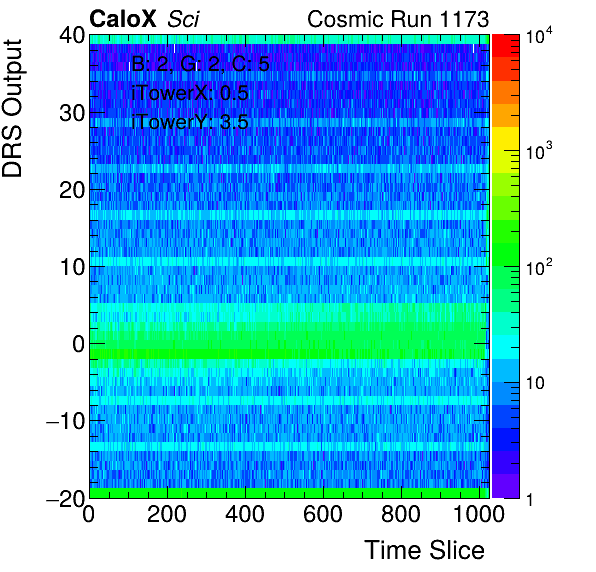 CaloX Sci Cosmic Run 1173
DRS Output
B: 2, G: 2, C: 5
iTowerX: 0.5
iTowerY: 3.5
40
30
20
10
0
−10
−20
0 200 400 600 800 1000
Time Slice
10⁴
10³
10²
10
1